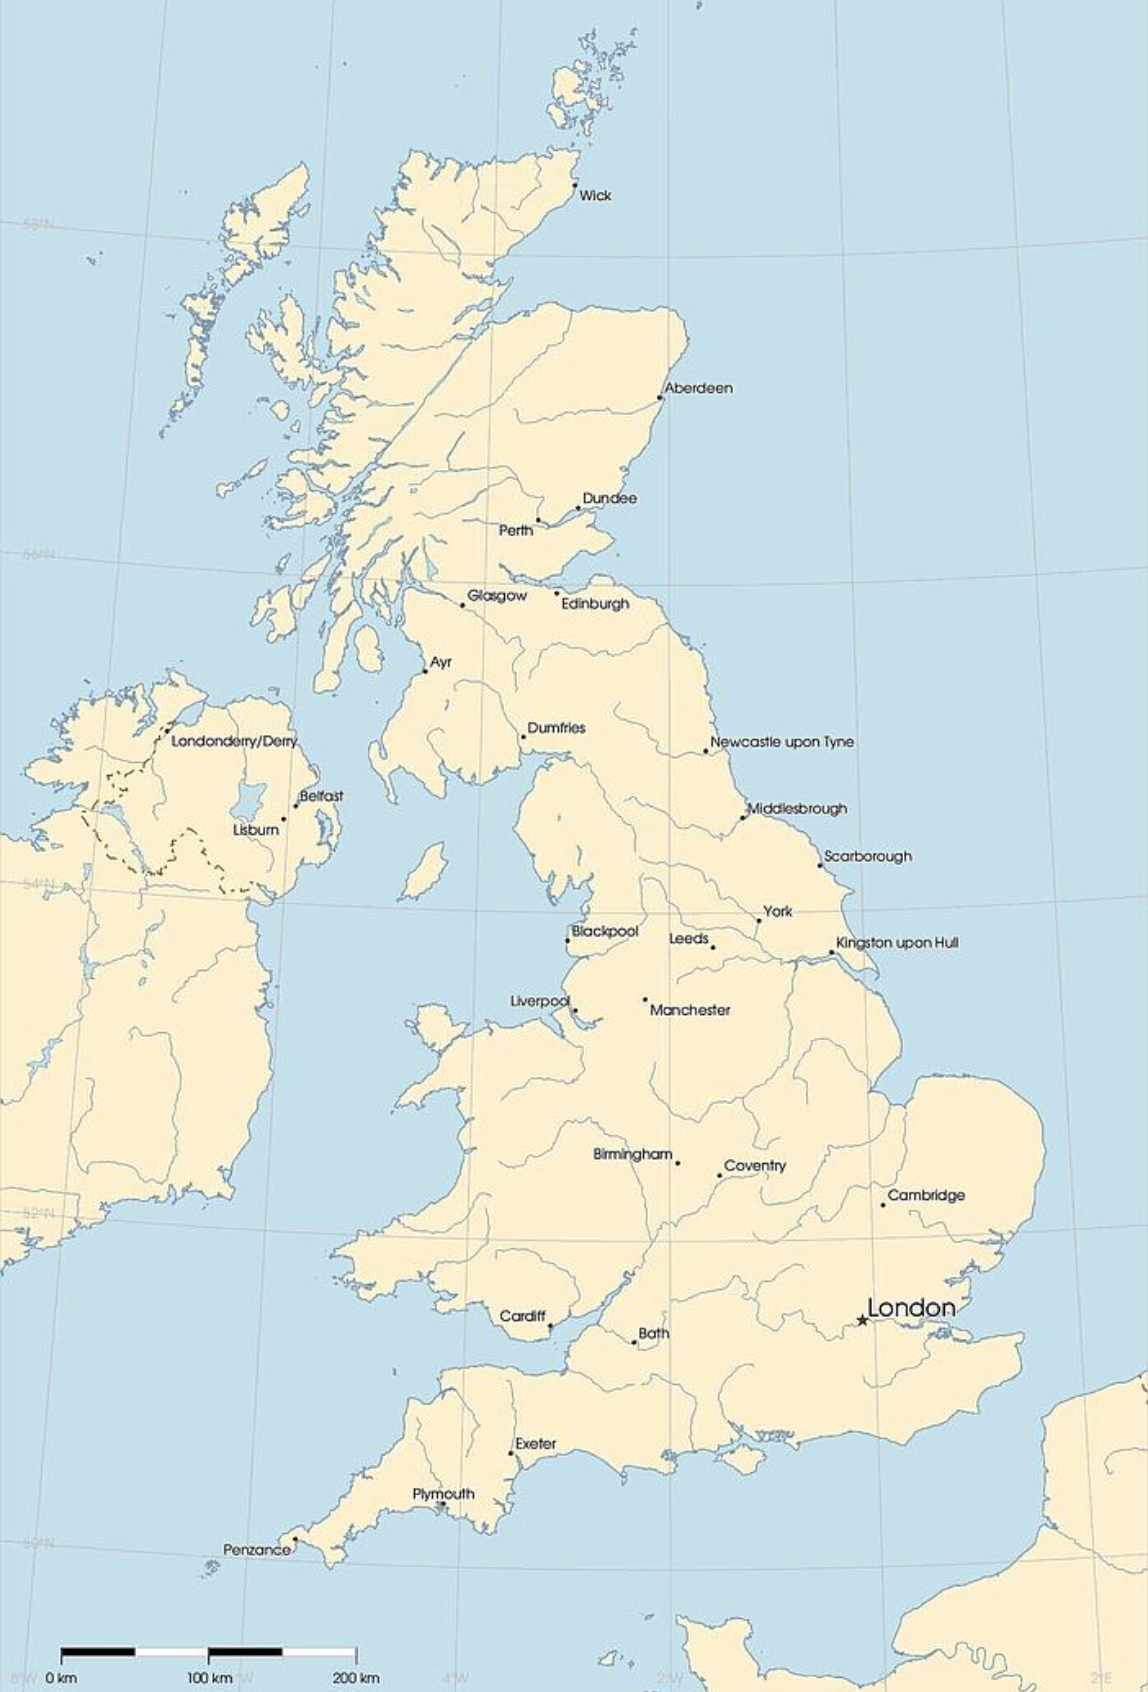 58°N
Wick
Aberdeen
Dundee
Perth
56°N
Glasgow
Edinburgh
Ayr
Dumfries
Londonderry/Derry
Newcastle upon Tyne
Belfast
Middlesbrough
Lisburn
Scarborough
54°N
York
Blackpool
Leeds
Kingston upon Hull
Liverpool
Manchester
Birmingham
Coventry
Cambridge
52°N
London
Cardiff
Bath
Exeter
Plymouth
50°N
Penzance
0 km
100 km
200 km
8°W
4°W
2°W
2°E